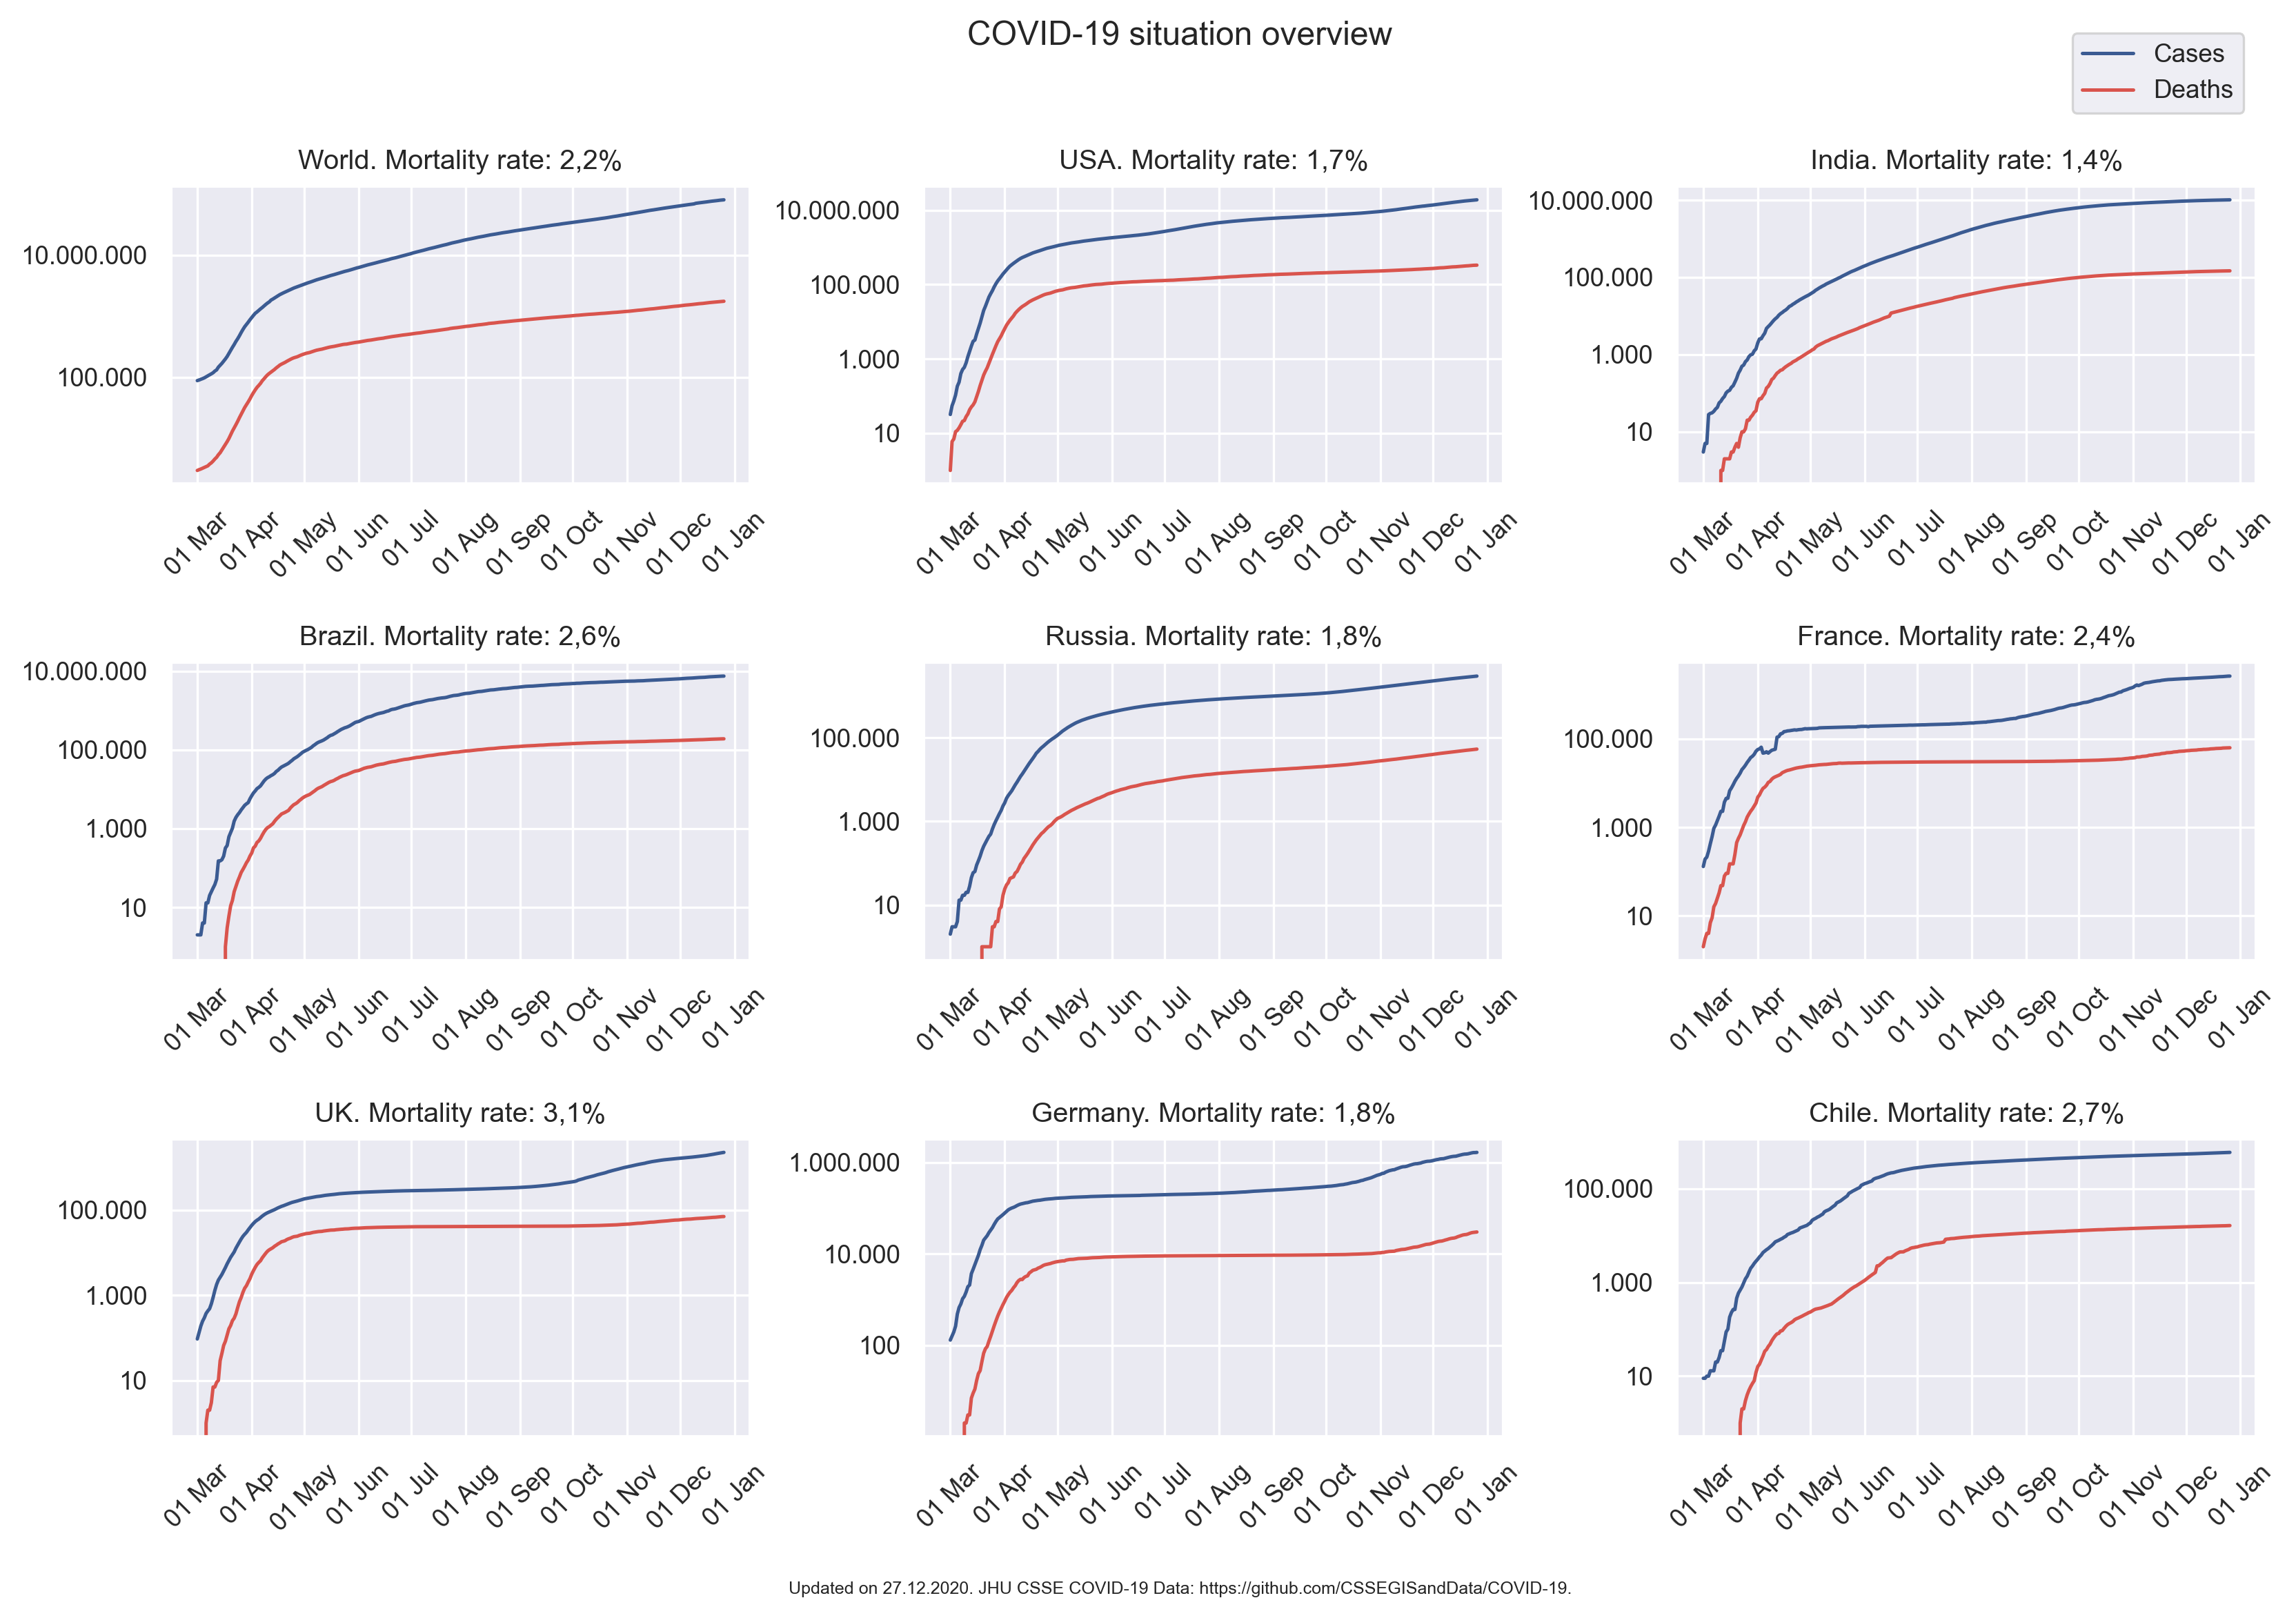 COVID-19 situation overview
Cases
Deaths
World. Mortality rate: 2,2%
10.000.000
100.000
01 Mar
01 Apr
01 May
01 Jun
01 Jul
01 Aug
01 Sep
01 Oct
01 Nov
01 Dec
01 Jan
USA. Mortality rate: 1,7%
10.000.000
100.000
1.000
10
01 Mar
01 Apr
01 May
01 Jun
01 Jul
01 Aug
01 Sep
01 Oct
01 Nov
01 Dec
01 Jan
India. Mortality rate: 1,4%
10.000.000
100.000
1.000
10
01 Mar
01 Apr
01 May
01 Jun
01 Jul
01 Aug
01 Sep
01 Oct
01 Nov
01 Dec
01 Jan
Brazil. Mortality rate: 2,6%
10.000.000
100.000
1.000
10
01 Mar
01 Apr
01 May
01 Jun
01 Jul
01 Aug
01 Sep
01 Oct
01 Nov
01 Dec
01 Jan
Russia. Mortality rate: 1,8%
100.000
1.000
10
01 Mar
01 Apr
01 May
01 Jun
01 Jul
01 Aug
01 Sep
01 Oct
01 Nov
01 Dec
01 Jan
France. Mortality rate: 2,4%
100.000
1.000
10
01 Mar
01 Apr
01 May
01 Jun
01 Jul
01 Aug
01 Sep
01 Oct
01 Nov
01 Dec
01 Jan
UK. Mortality rate: 3,1%
100.000
1.000
10
01 Mar
01 Apr
01 May
01 Jun
01 Jul
01 Aug
01 Sep
01 Oct
01 Nov
01 Dec
01 Jan
Germany. Mortality rate: 1,8%
1.000.000
10.000
100
01 Mar
01 Apr
01 May
01 Jun
01 Jul
01 Aug
01 Sep
01 Oct
01 Nov
01 Dec
01 Jan
Chile. Mortality rate: 2,7%
100.000
1.000
10
01 Mar
01 Apr
01 May
01 Jun
01 Jul
01 Aug
01 Sep
01 Oct
01 Nov
01 Dec
01 Jan
Updated on 27.12.2020. JHU CSSE COVID-19 Data: https://github.com/CSSEGISandData/COVID-19.